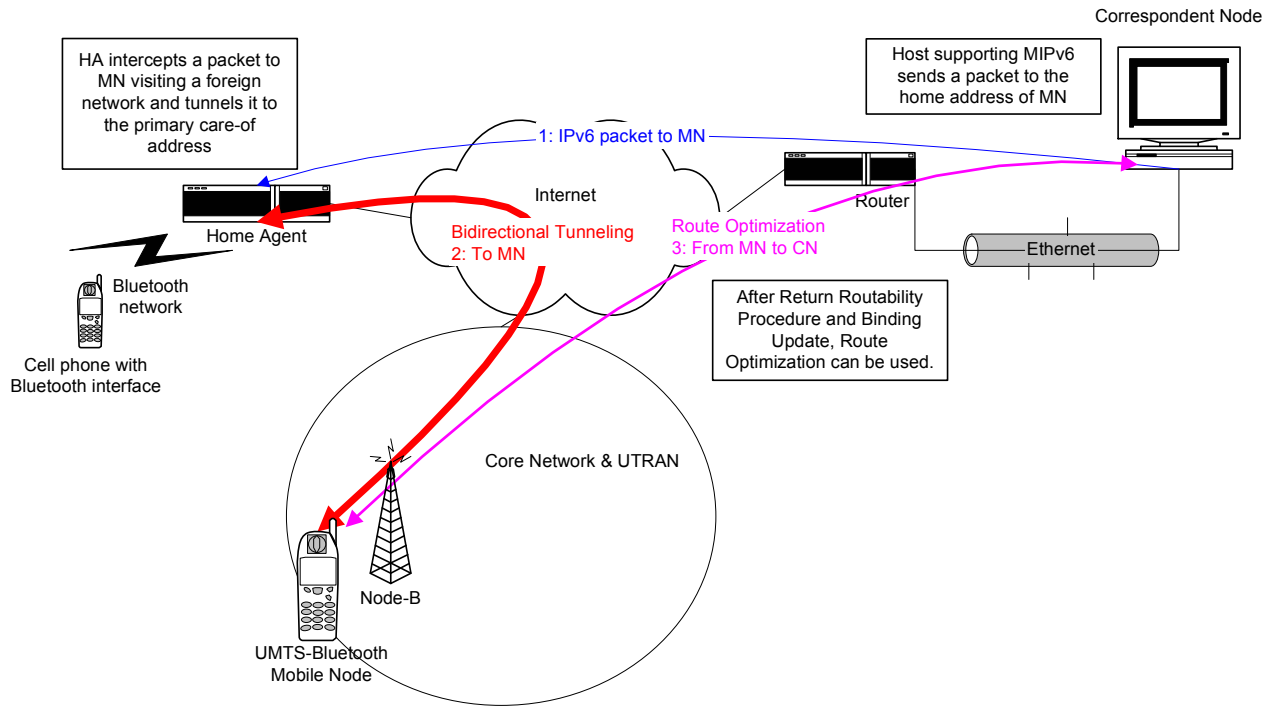 Correspondent Node
HA intercepts a packet to
MN visiting a foreign
network and tunnels it to
the primary care-of
address
Host supporting MIPv6
sends a packet to the
home address of MN
1: IPv6 packet to MN
Internet
Router
Home Agent
Bidirectional Tunneling
2: To MN
Route Optimization
3: From MN to CN
Ethernet
Bluetooth
network
After Return Routability
Procedure and Binding
Update, Route
Optimization can be used.
Cell phone with
Bluetooth interface
Core Network & UTRAN
Node-B
UMTS-Bluetooth
Mobile Node